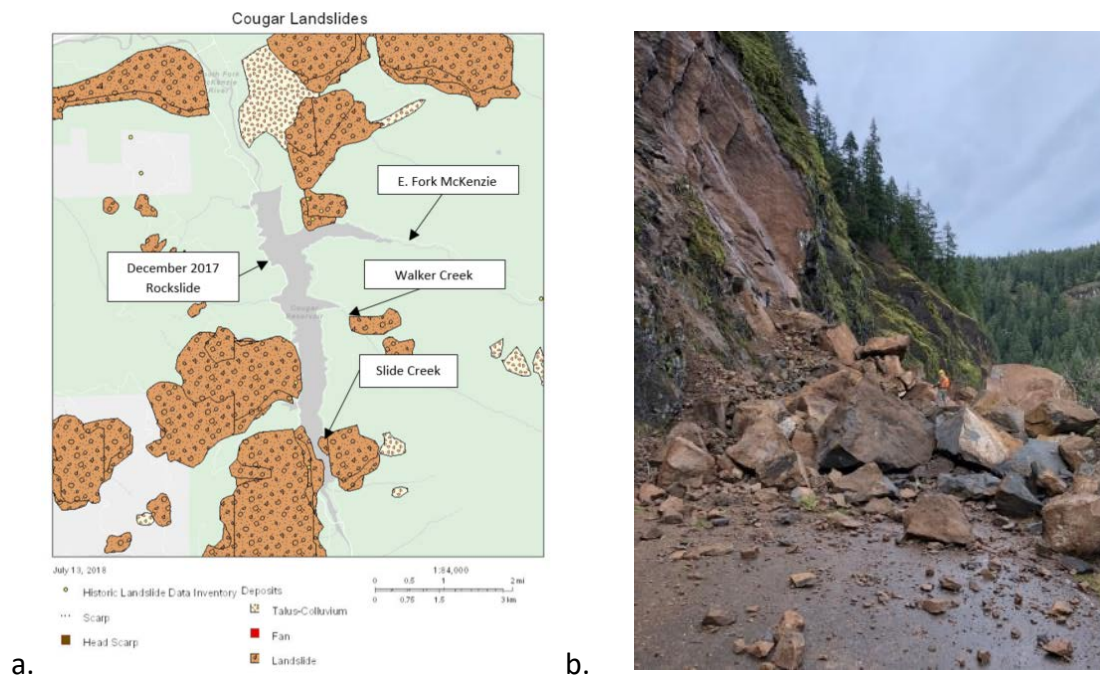 Cougar Landslides
E. Fork McKenzie
December 2017
Rockslide
Walker Creek
Cougar
Reservoir
Slide Creek
July 13, 2018
1:84,000
0 0.5 1 2 mi
0 0.75 1.5 3 km
Historic Landslide Data Inventory
Scarp
Head Scarp
Deposits
Talus-Colluvium
Fan
Landslide
a.
b.